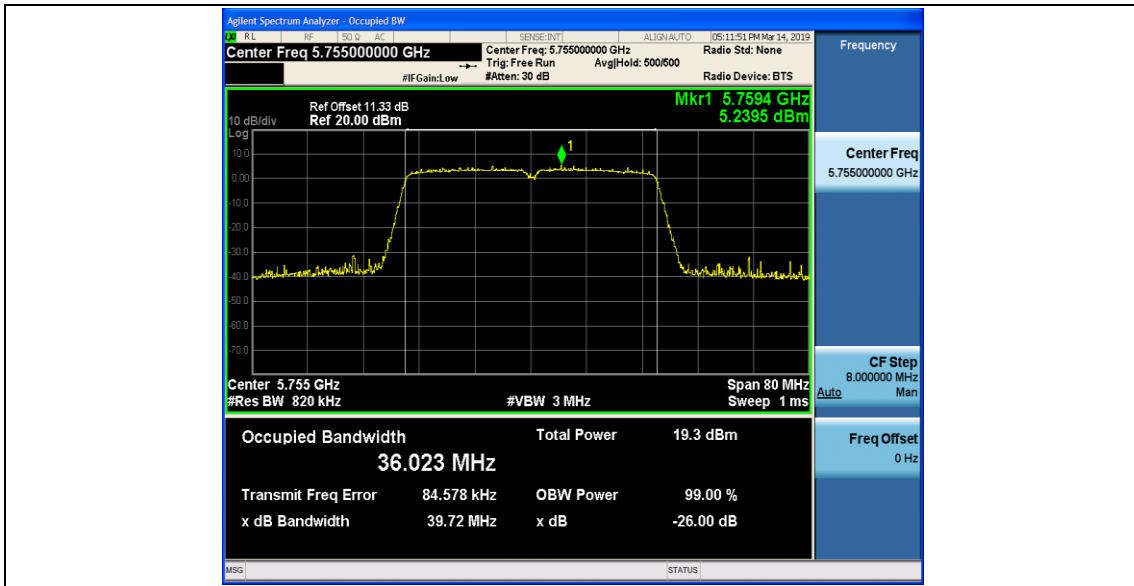 Agilent Spectrum Analyzer - Occupied BW
LXI RL RF 50 Ω AC SENSE:INT ALIGN AUTO 05:11:51 PM Mar 14, 2019
Center Freq 5.755000000 GHz
Center Freq: 5.755000000 GHz
Radio Std: None
Trig: Free Run Avg|Hold: 500/500
#IFGain:Low
#Atten: 30 dB
Radio Device: BTS
Ref Offset 11.33 dB
Mkr1 5.7594 GHz
10 dB/div Ref 20.00 dBm
5.2395 dBm
Log
1
10.0
0.00
-10.0
-20.0
-30.0
-40.0
-50.0
-60.0
-70.0
Center 5.755 GHz Span 80 MHz
#Res BW 820 kHz #VBW 3 MHz Sweep 1 ms
Occupied Bandwidth Total Power 19.3 dBm
36.023 MHz
Transmit Freq Error 84.578 kHz OBW Power 99.00 %
x dB Bandwidth 39.72 MHz x dB -26.00 dB
MSG STATUS
Frequency
Center Freq
5.755000000 GHz
CF Step
8.000000 MHz
Auto Man
Freq Offset
0 Hz